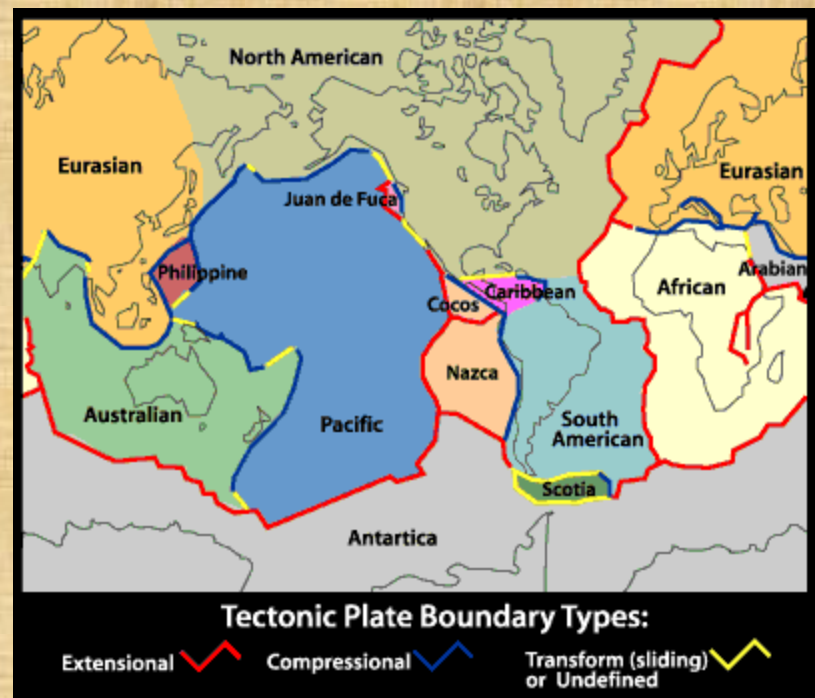 North American
Eurasian
Eurasian
Juan de Fuca
Philippine
Arabian
African
Caribbean
Cocos
Nazca
Australian
Pacific
South
American
Scotia
Antartica
Tectonic Plate Boundary Types:
Extensional
Compressional
Transform (sliding)
or Undefined